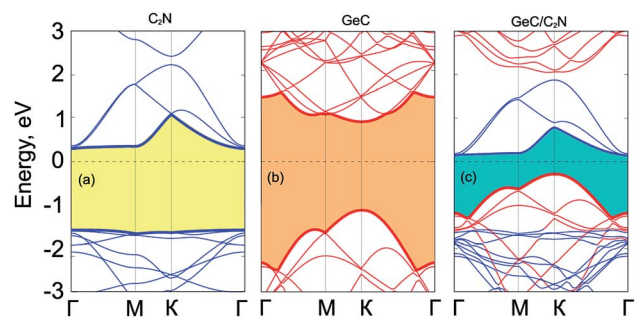 C₂N GeC GeC/C₂N
3
2
1
0
-1
-2
-3
Energy, eV
(a) (b) (c)
Γ M K Γ Γ M K Γ Γ M K Γ